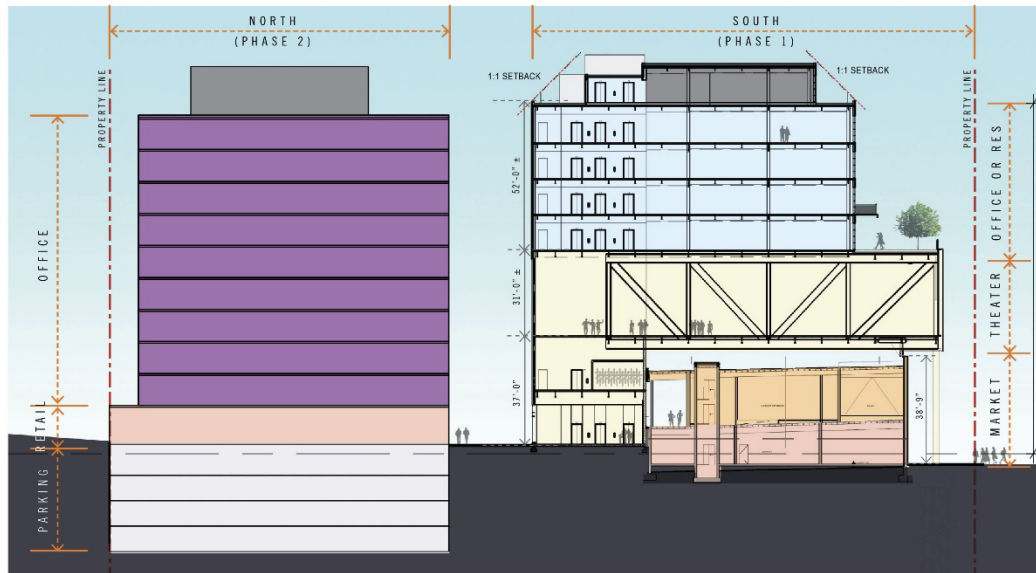 NORTH
(PHASE 2)
SOUTH
(PHASE 1)
PROPERTY LINE
1:1 SETBACK
1:1 SETBACK
PROPERTY LINE
OFFICE
RETAIL
PARKING
52'-0" ±
31'-0" ±
37'-0"
38'-9"
OFFICE OR RES
THEATER
MARKET